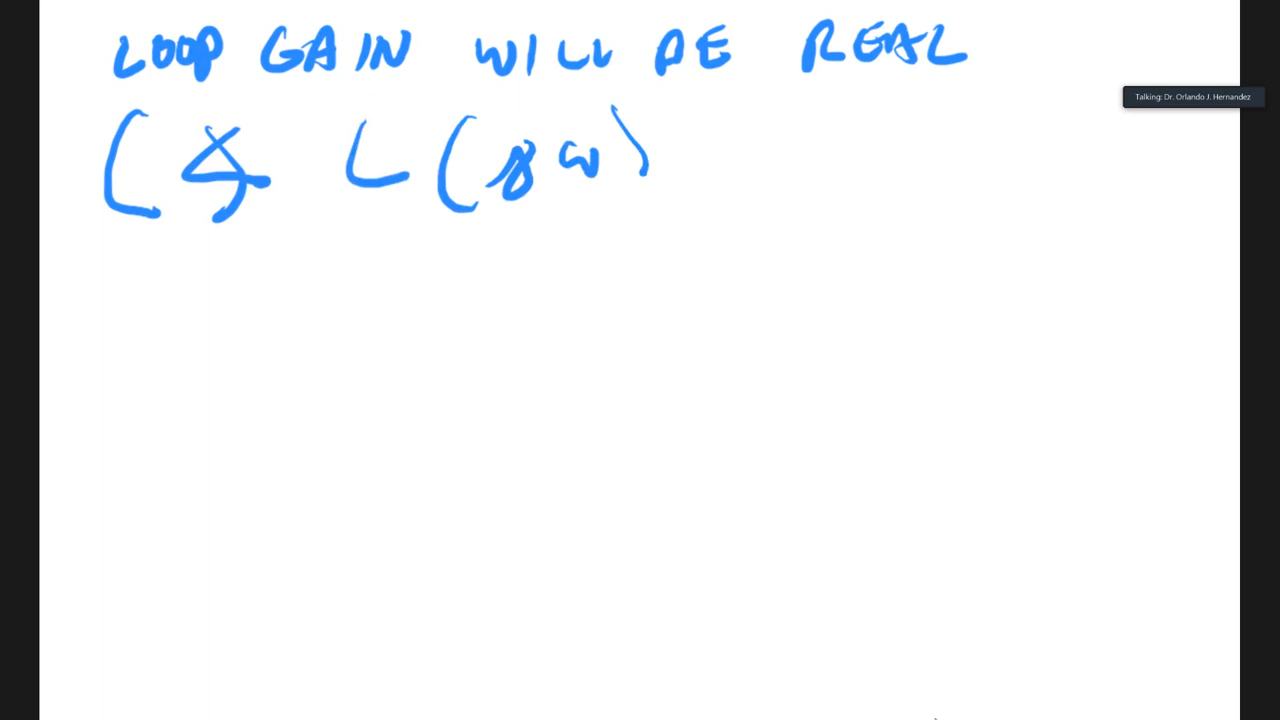 LOOP GAIN WILL BE REAL
Talking: Dr. Orlando J. Hernandez
(∡ L(jω)